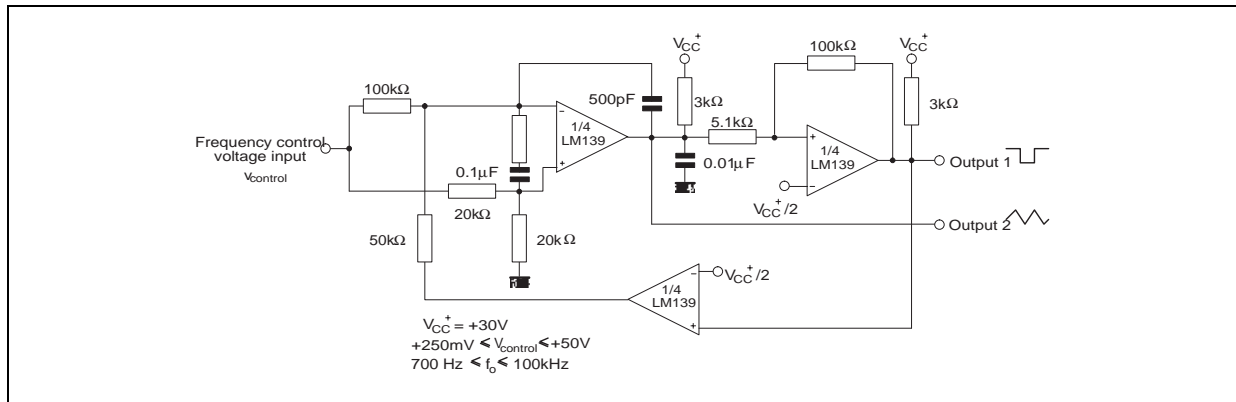 VCC+
100kΩ
VCC+
100kΩ
500pF
3kΩ
5.1kΩ
3kΩ
1/4
LM139
1/4
LM139
Frequency control
voltage input
Vcontrol
0.1μF
0.01μF
Output 1
VCC+/2
20kΩ
50kΩ
20kΩ
Output 2
VCC+/2
1/4
LM139
VCC+ = +30V
+250mV ≤ Vcontrol ≤ +50V
700 Hz ≤ fo ≤ 100kHz